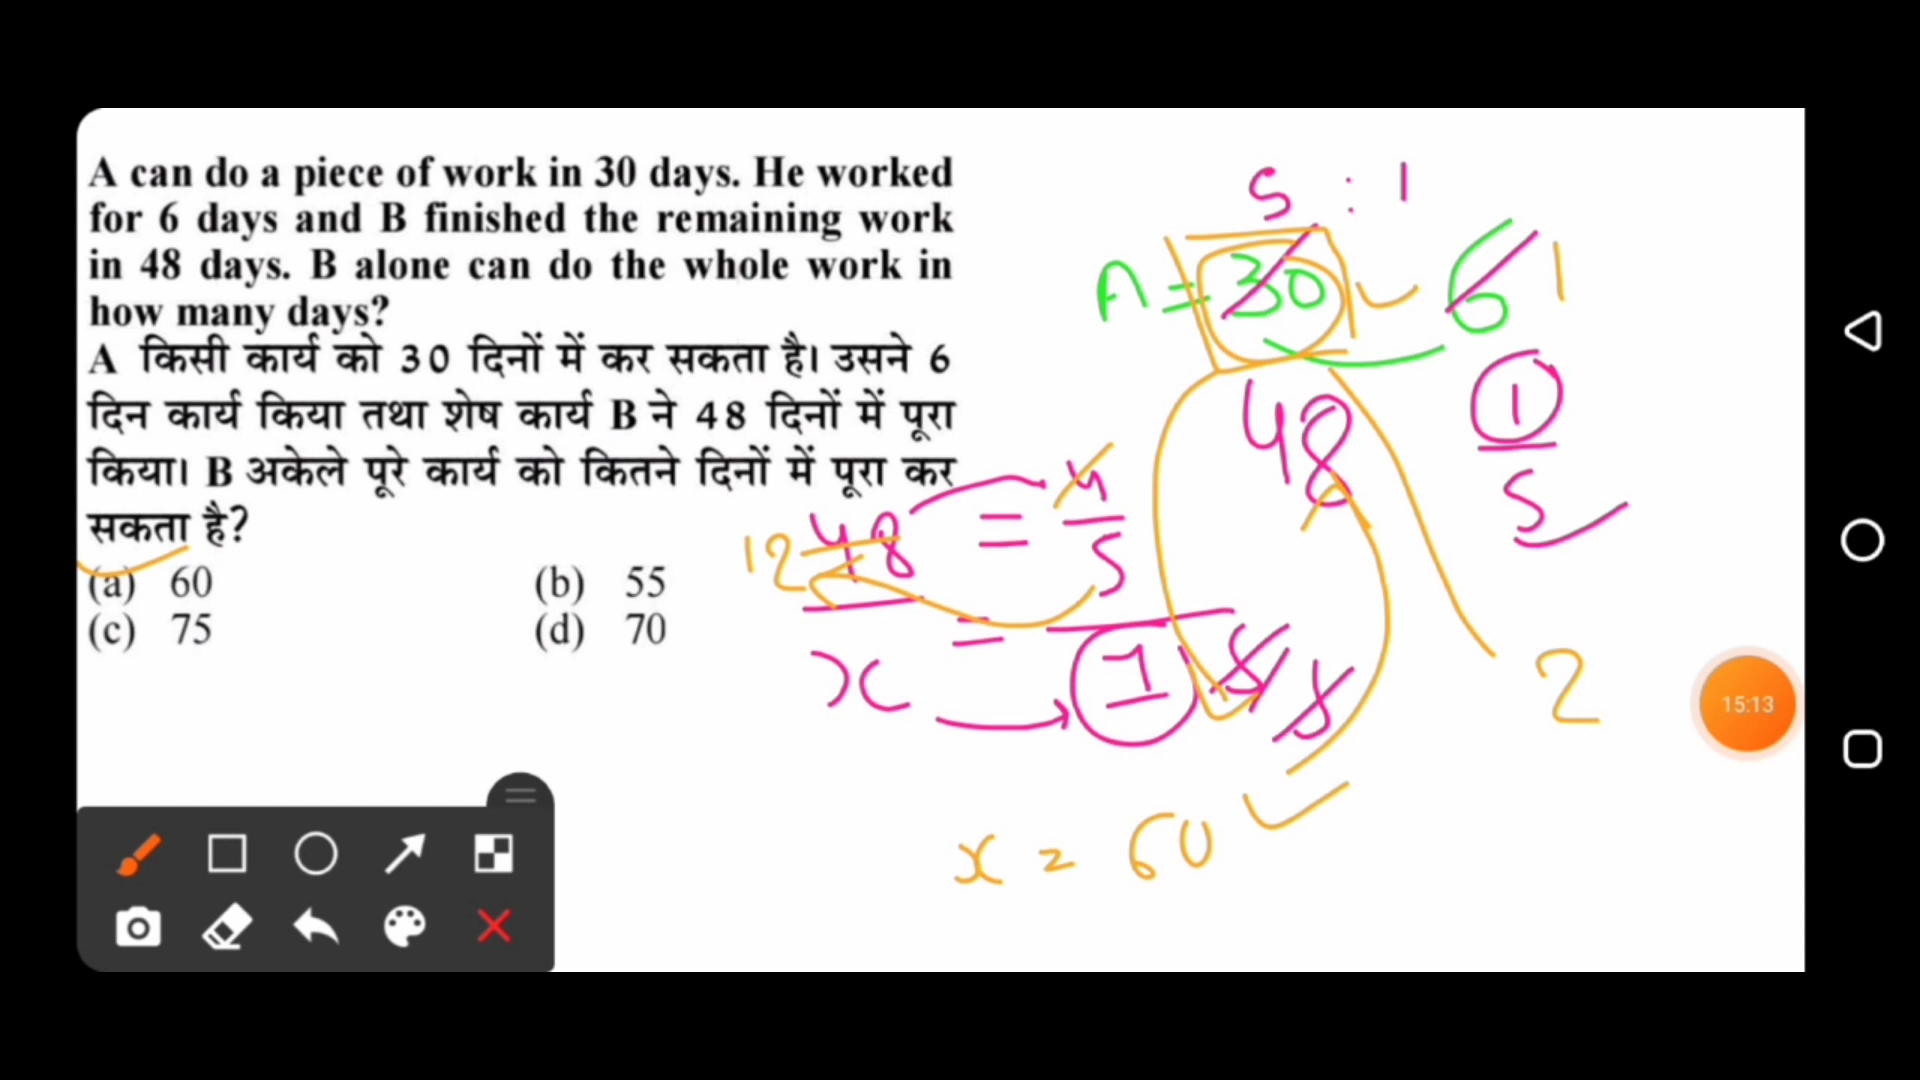 A can do a piece of work in 30 days. He worked
for 6 days and B finished the remaining work
in 48 days. B alone can do the whole work in
how many days?
A किसी कार्य को 30 दिनों में कर सकता है। उसने 6
दिन कार्य किया तथा शेष कार्य B ने 48 दिनों में पूरा
किया। B अकेले पूरे कार्य को कितने दिनों में पूरा कर
सकता है?
(a) 60 (b) 55
(c) 75 (d) 70
5 : 1
A = 30 6 1
48
1
5
12 48 = 4
5
x = 1 5 5
2
x = 60
15:13